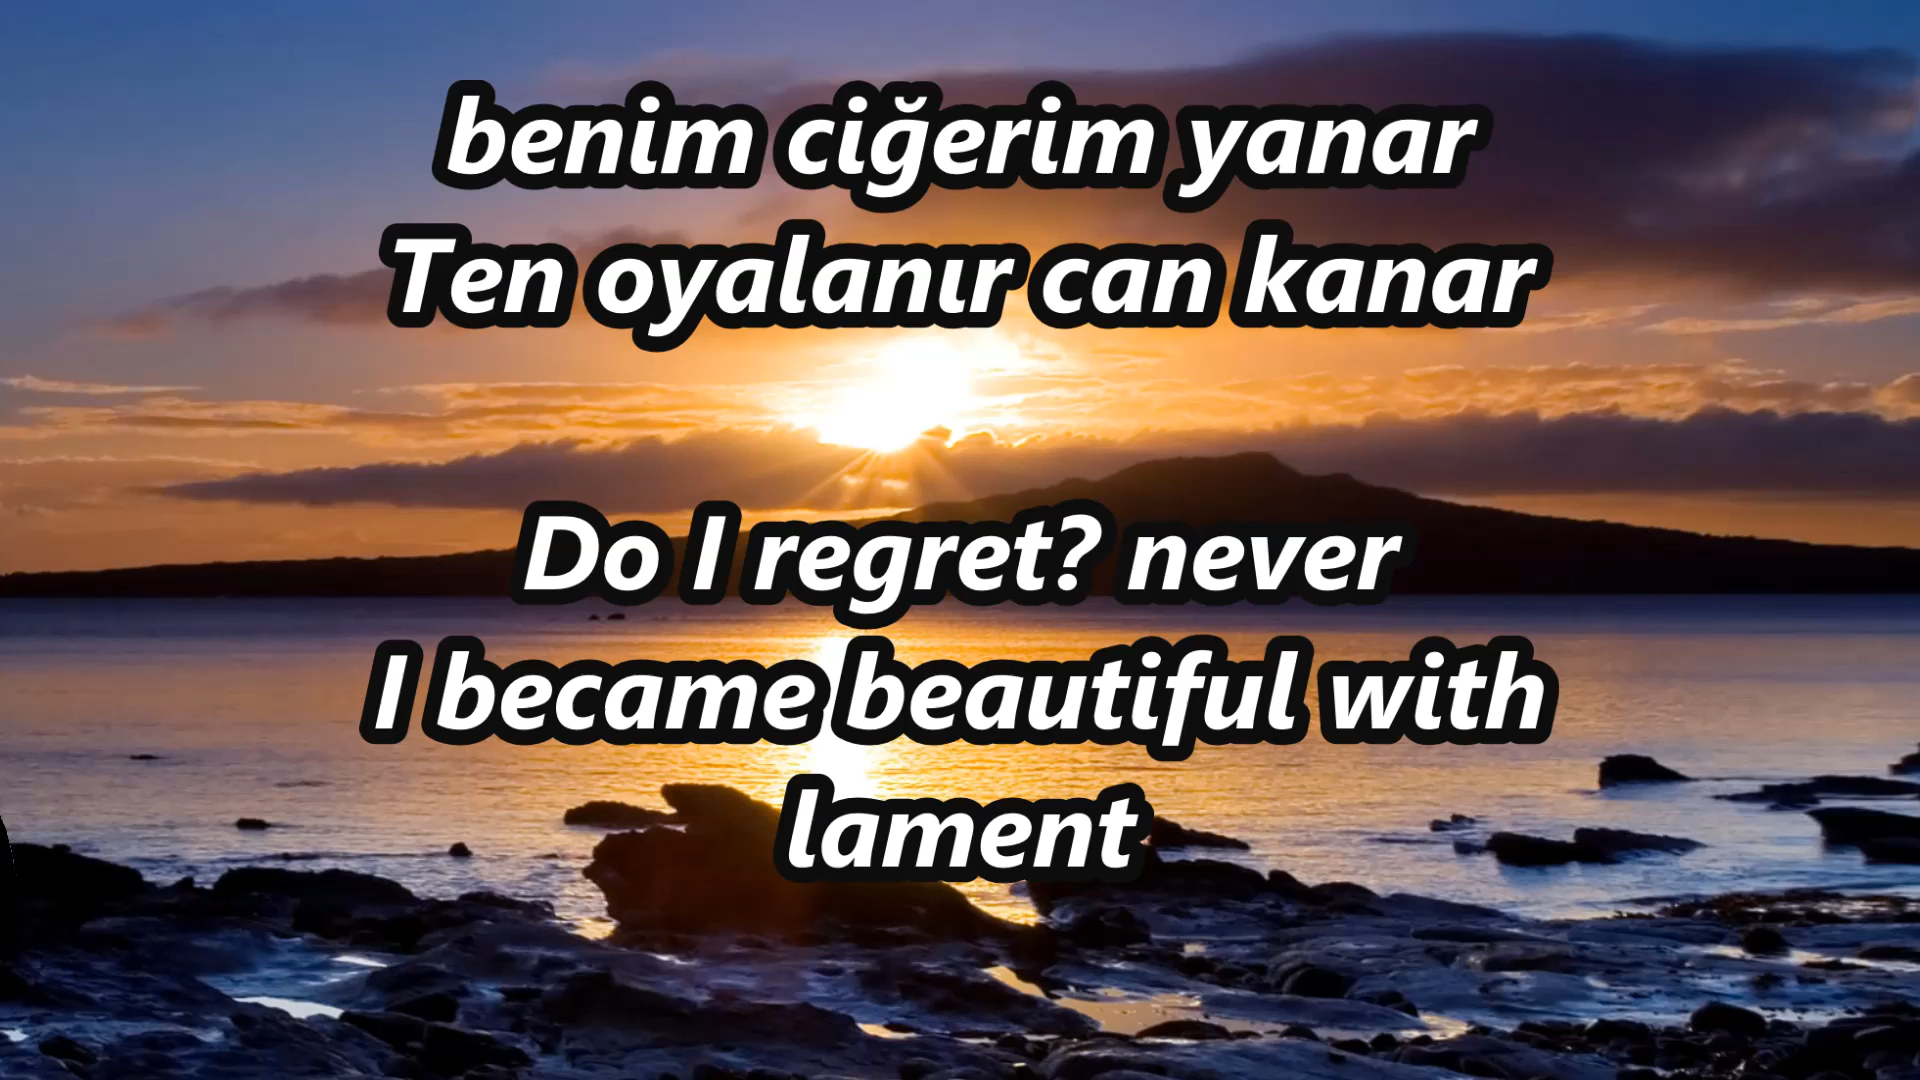 benim ciğerim yanar
Ten oyalanır can kanar
Do I regret? never
I became beautiful with
lament